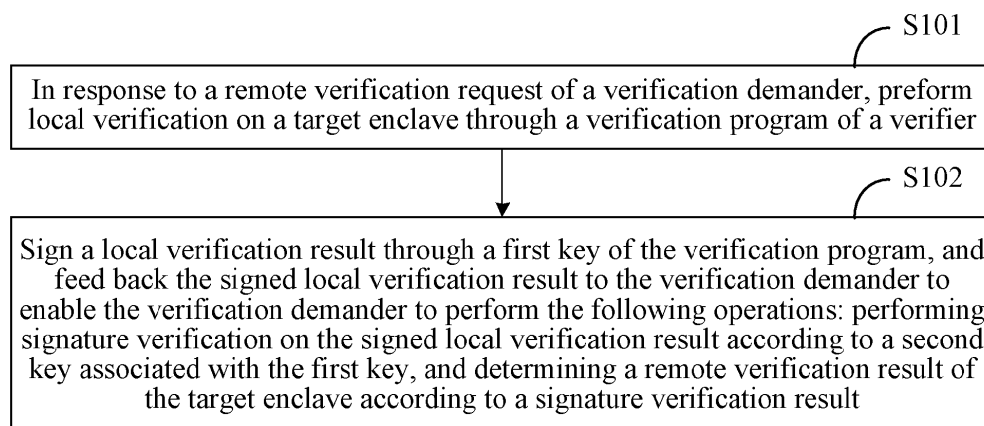 S101
In response to a remote verification request of a verification demander, preform
local verification on a target enclave through a verification program of a verifier
S102
Sign a local verification result through a first key of the verification program, and
feed back the signed local verification result to the verification demander to
enable the verification demander to perform the following operations: performing
signature verification on the signed local verification result according to a second
key associated with the first key, and determining a remote verification result of
the target enclave according to a signature verification result